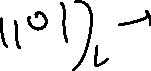 1101)₂ →